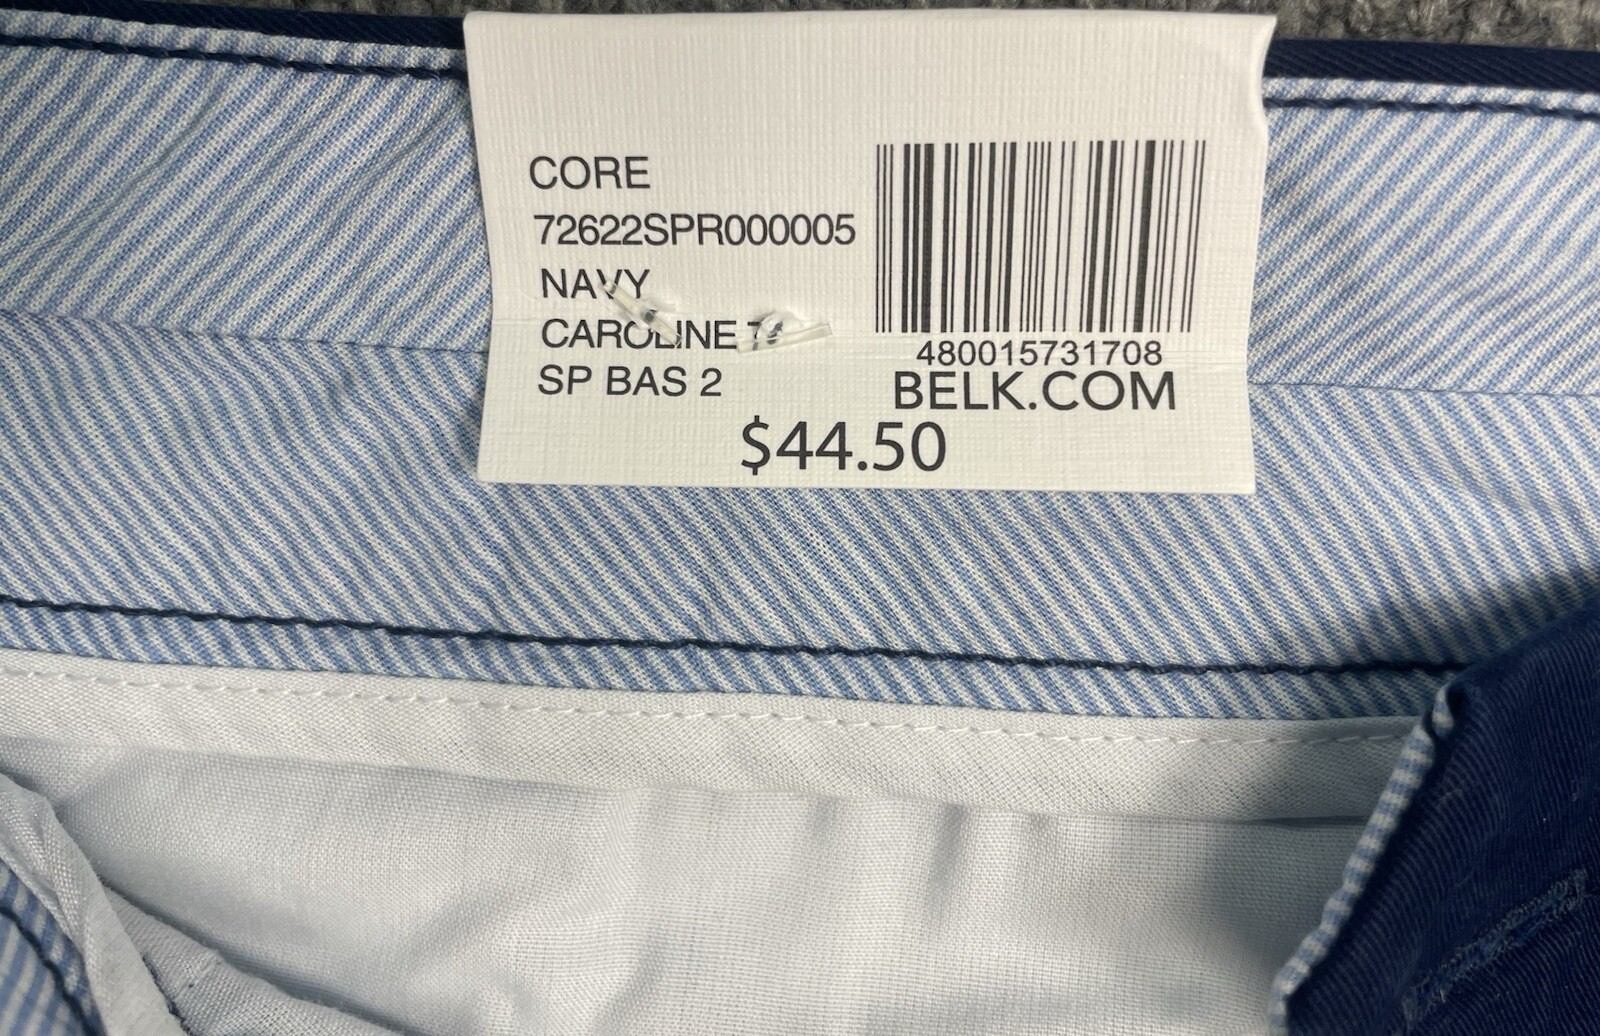 CORE
72622SPR000005
NAVY
CAROLINE
SP BAS 2
480015731708
BELK.COM
$44.50